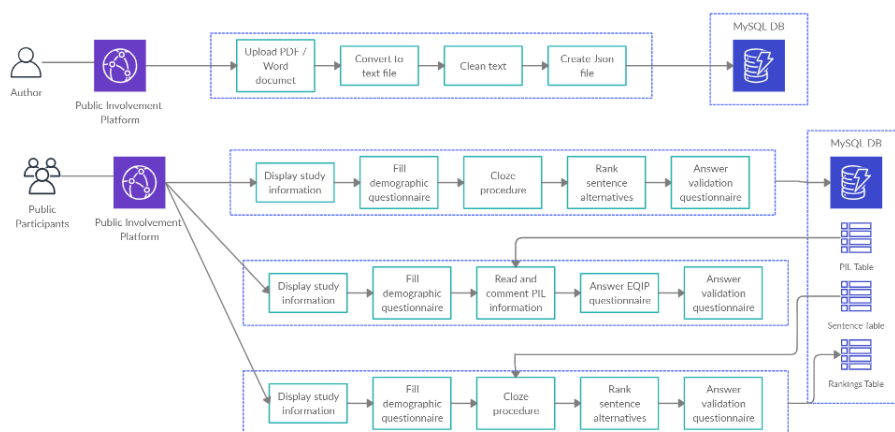 MySQL DB
Upload PDF /
Word
documet
Convert to
text file
Clean text
Create Json
file
Author
Public Involvement
Platform
MySQL DB
Display study
information
Fill
demographic
questionnaire
Cloze
procedure
Rank
sentence
alternatives
Answer
validation
questionnaire
Public
Participants
Public Involvement
Platform
PIL Table
Display study
information
Fill
demographic
questionnaire
Read and
comment PIL
information
Answer EQIP
questionnaire
Answer
validation
questionnaire
Sentence Table
Rankings Table
Display study
information
Fill
demographic
questionnaire
Cloze
procedure
Rank
sentence
alternatives
Answer
validation
questionnaire